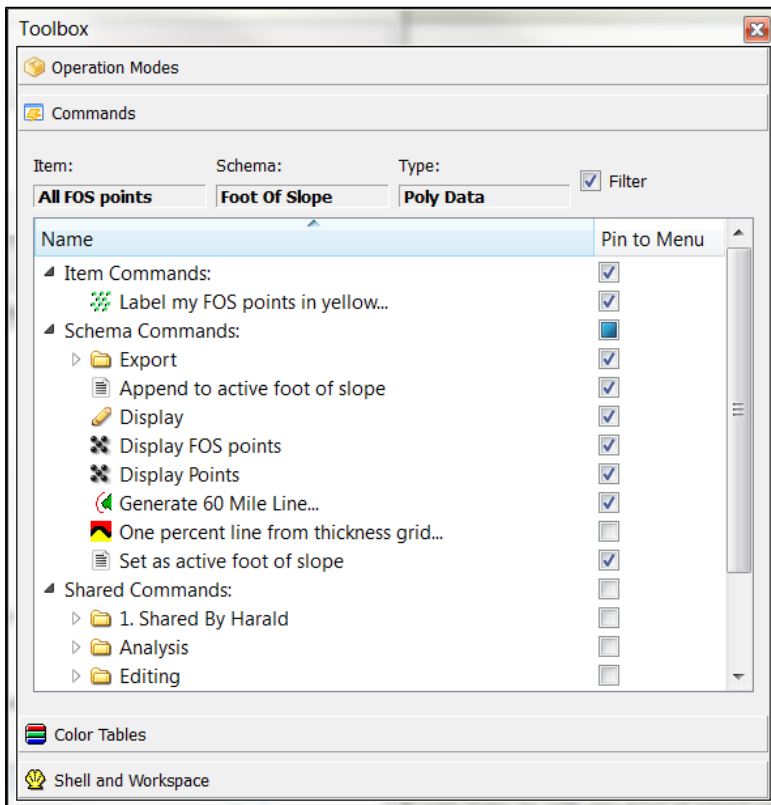 Toolbox
Operation Modes
Commands
Item: Schema: Type:
All FOS points Foot Of Slope Poly Data Filter
Name Pin to Menu
Item Commands:
Label my FOS points in yellow...
Schema Commands:
Export
Append to active foot of slope
Display
Display FOS points
Display Points
Generate 60 Mile Line...
One percent line from thickness grid...
Set as active foot of slope
Shared Commands:
1. Shared By Harald
Analysis
Editing
Color Tables
Shell and Workspace